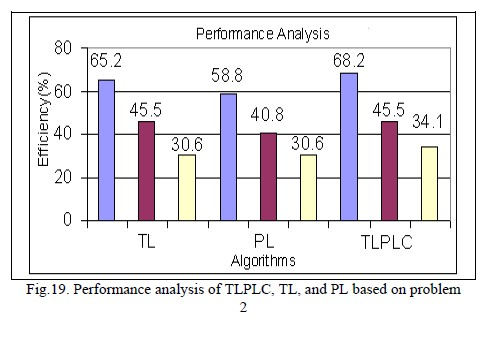 Performance Analysis
80
60
40
20
0
Efficiency(%)
65.2
45.5
30.6
58.8
40.8
30.6
68.2
45.5
34.1
TL
PL
TLPLC
Algorithms
Fig.19. Performance analysis of TLPLC, TL, and PL based on problem
2